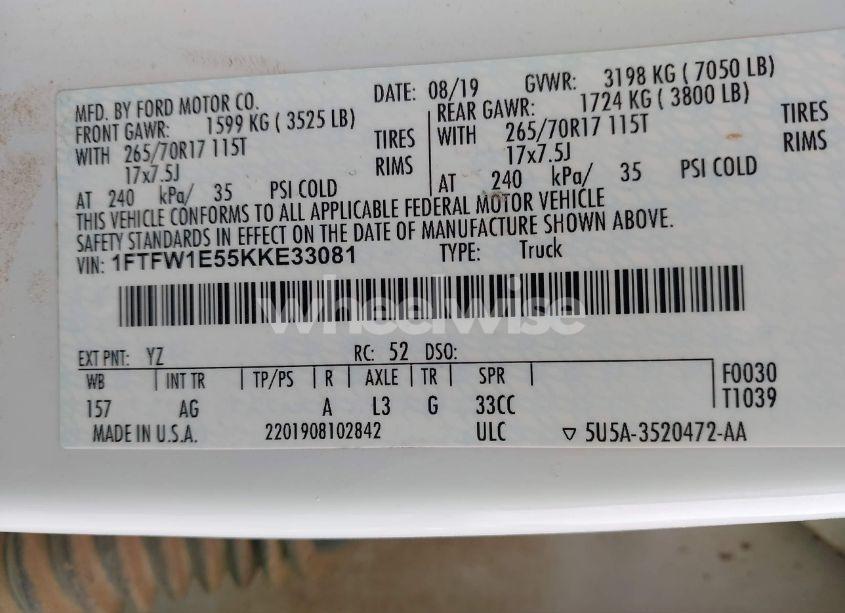 MFD. BY FORD MOTOR CO. DATE: 08/19 GVWR: 3198 KG ( 7050 LB)
FRONT GAWR: 1599 KG ( 3525 LB) REAR GAWR: 1724 KG ( 3800 LB)
WITH 265/70R17 115T TIRES WITH 265/70R17 115T TIRES
17x7.5J RIMS 17x7.5J RIMS
AT 240 kPa/ 35 PSI COLD AT 240 kPa/ 35 PSI COLD
THIS VEHICLE CONFORMS TO ALL APPLICABLE FEDERAL MOTOR VEHICLE
SAFETY STANDARDS IN EFFECT ON THE DATE OF MANUFACTURE SHOWN ABOVE.
VIN: 1FTFW1E55KKE33081 TYPE: Truck
wheelwise
EXT PNT: YZ RC: 52 DSO:
WB INT TR TP/PS R AXLE TR SPR F0030
157 AG A L3 G 33CC T1039
MADE IN U.S.A. 2201908102842 ULC ▽ 5U5A-3520472-AA